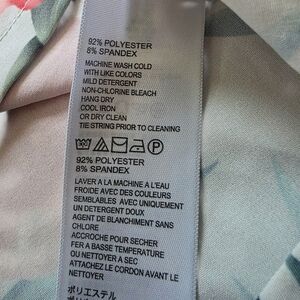 92% POLYESTER
8% SPANDEX
MACHINE WASH COLD
WITH LIKE COLORS
MILD DETERGENT
NON-CHLORINE BLEACH
HANG DRY
COOL IRON
OR DRY CLEAN
TIE STRING PRIOR TO CLEANING
92% POLYESTER
8% SPANDEX
LAVER A LA MACHINE A L'EAU
FROIDE AVEC DES COULEURS
SEMBLABLES AVEC UNIQUEMENT
UN DETERGENT DOUX
AGENT DE BLANCHIMENT SANS
CHLORE
ACCROCHE POUR SECHER
FER A BASSE TEMPERATURE
OU NETTOYER A SEC
ATTACHEZ LE CORDON AVANT LE
NETTOYER
ポリエステル